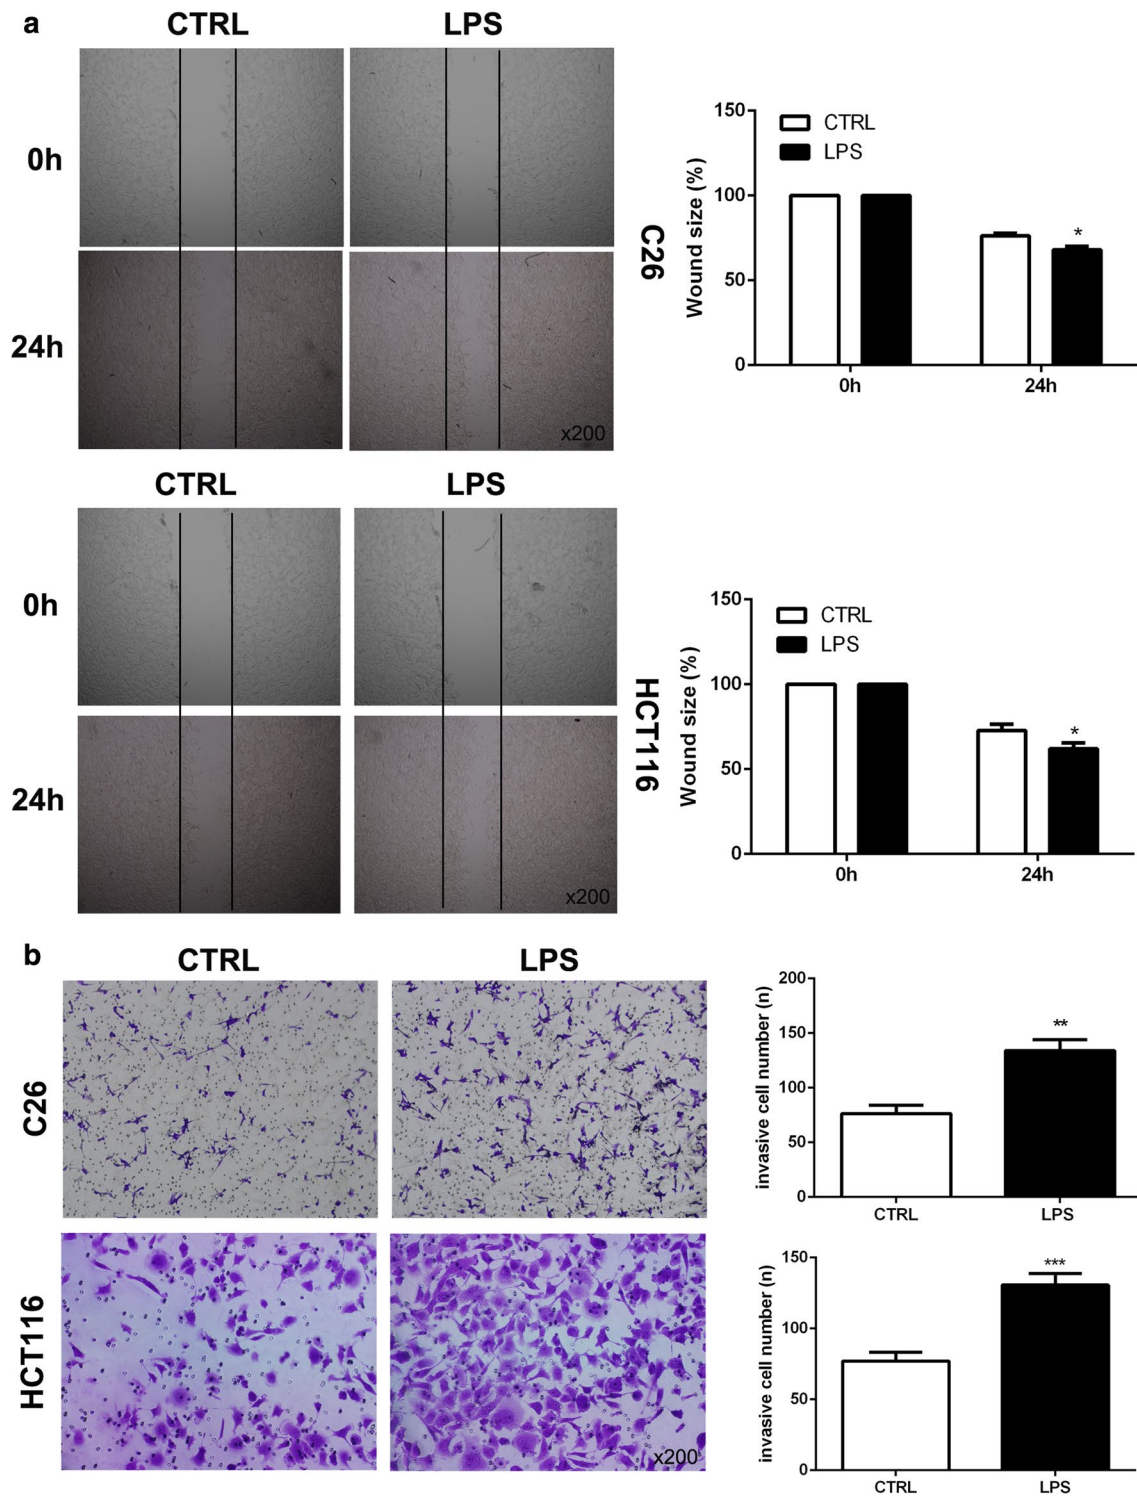 a
CTRL LPS
0h
24h
x200
C26
Wound size (%)
150
100
50
0
CTRL
LPS
*
0h 24h
CTRL LPS
0h
24h
x200
HCT116
Wound size (%)
150
100
50
0
CTRL
LPS
*
0h 24h
b
CTRL LPS
C26
HCT116
x200
invasive cell number (n)
200
150
100
50
0
**
CTRL LPS
invasive cell number (n)
150
100
50
0
***
CTRL LPS